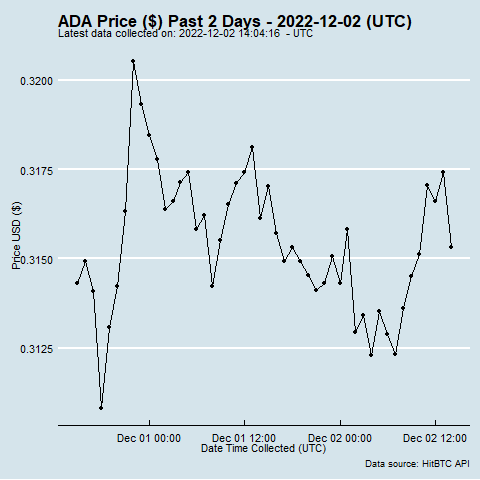 ADA Price ($) Past 2 Days - 2022-12-02 (UTC)
Latest data collected on: 2022-12-02 14:04:16 - UTC
0.3200
0.3175
0.3150
0.3125
Price USD ($)
Dec 01 00:00 Dec 01 12:00 Dec 02 00:00 Dec 02 12:00
Date Time Collected (UTC)
Data source: HitBTC API